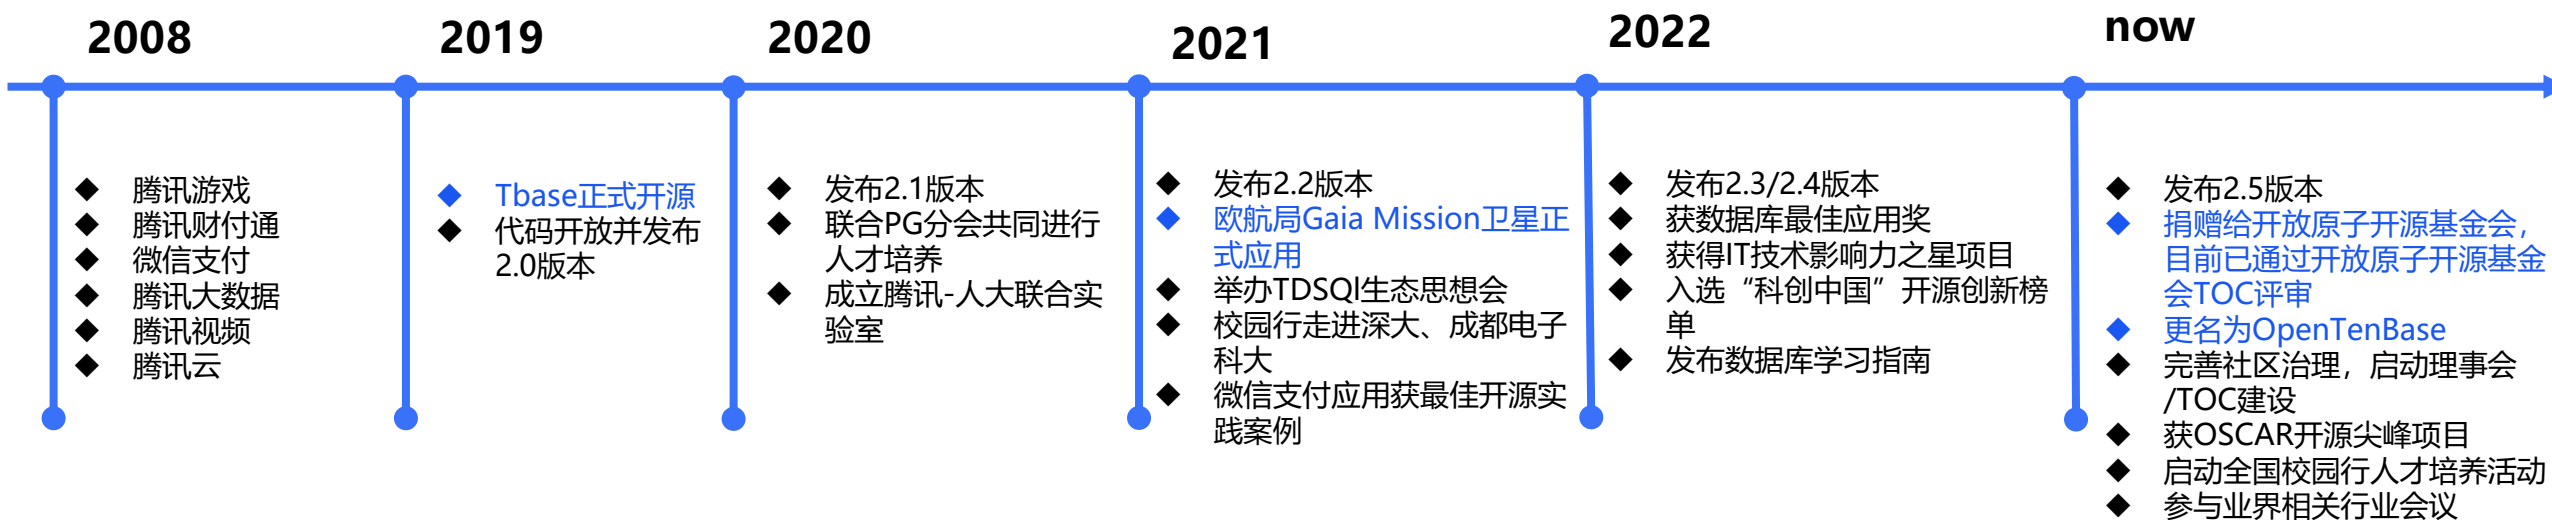 2008
腾讯游戏
腾讯财付通
微信支付
腾讯大数据
腾讯视频
腾讯云
2019
Tbase正式开源
代码开放并发布
2.0版本
2020
发布2.1版本
联合PG分会共同进行
人才培养
成立腾讯-人大联合实
验室
2021
发布2.2版本
欧航局Gaia Mission卫星正
式应用
举办TDSQl生态思想会
校园行走进深大、成都电子
科大
微信支付应用获最佳开源实
践案例
2022
发布2.3/2.4版本
获数据库最佳应用奖
获得IT技术影响力之星项目
入选“科创中国”开源创新榜
单
发布数据库学习指南
now
发布2.5版本
捐赠给开放原子开源基金会，
目前已通过开放原子开源基金
会TOC评审
更名为OpenTenBase
完善社区治理，启动理事会
/TOC建设
获OSCAR开源尖峰项目
启动全国校园行人才培养活动
参与业界相关行业会议